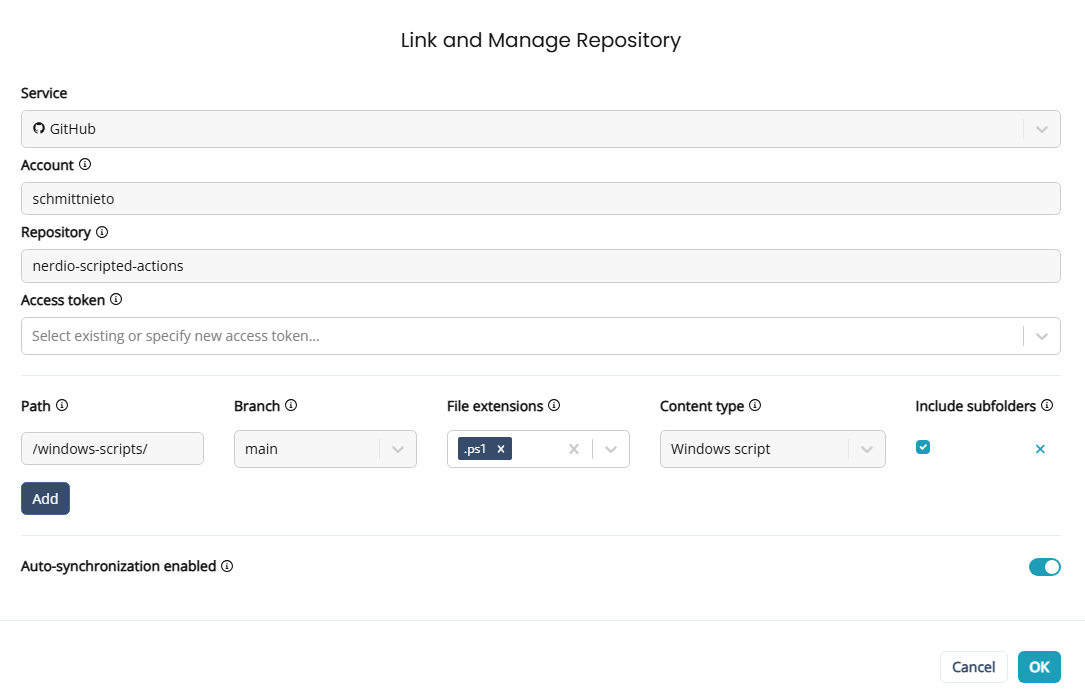 Link and Manage Repository
Service
GitHub
Account
schmittnieto
Repository
nerdio-scripted-actions
Access token
Select existing or specify new access token...
Path Branch File extensions Content type Include subfolders
/windows-scripts/ main .ps1 Windows script
Add
Auto-synchronization enabled
Cancel OK